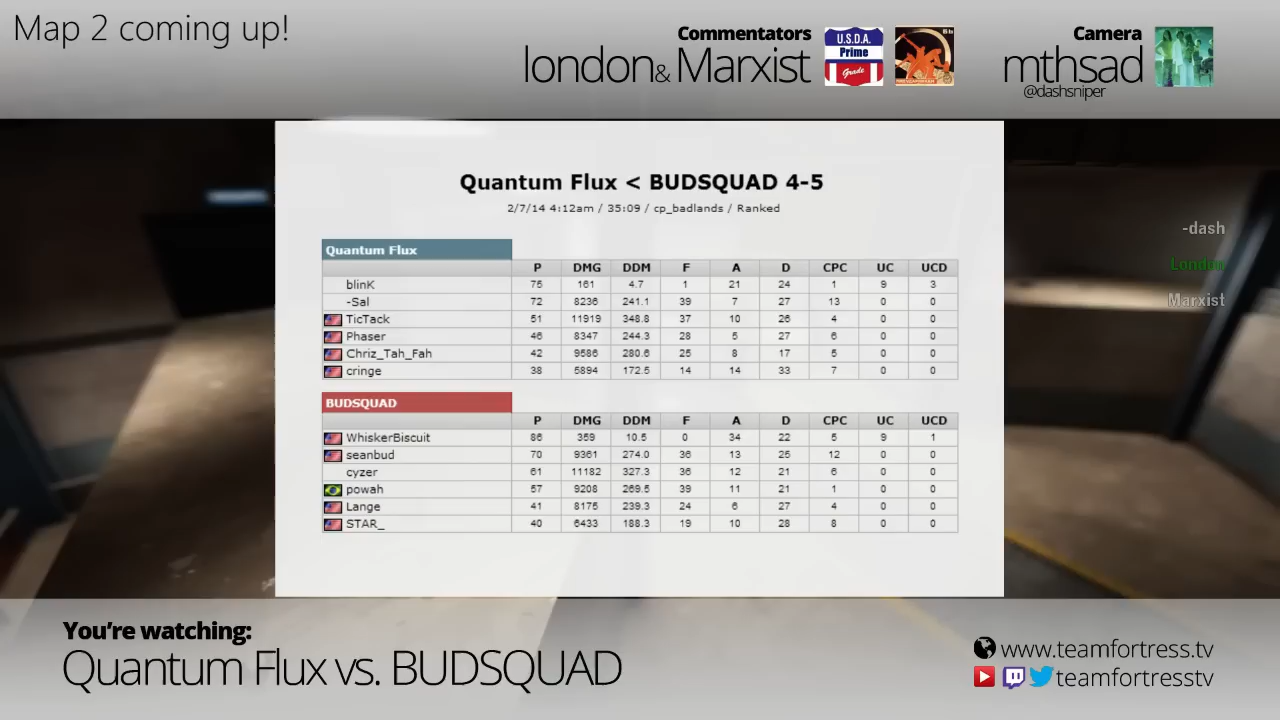 Map 2 coming up!
Commentators
london & Marxist
U.S.D.A.
Prime
Grade
Camera
mthsad
@dashsniper
Quantum Flux < BUDSQUAD 4-5
2/7/14 4:12am / 35:09 / cp_badlands / Ranked
Quantum Flux
P DMG DDM F A D CPC UC UCD
blinK 75 161 4.7 1 21 24 1 9 3
-Sal 72 8236 241.1 39 7 27 13 0 0
TicTack 51 11919 348.8 37 10 26 4 0 0
Phaser 46 8347 244.3 28 5 27 6 0 0
Chriz_Tah_Fah 42 9586 280.6 25 8 17 5 0 0
cringe 38 5894 172.5 14 14 33 7 0 0
BUDSQUAD
P DMG DDM F A D CPC UC UCD
WhiskerBiscuit 86 359 10.5 0 34 22 5 9 1
seanbud 70 9361 274.0 36 13 25 12 0 0
cyzer 61 11182 327.3 36 12 21 6 0 0
powah 57 9208 269.5 39 11 21 1 0 0
Lange 41 8175 239.3 24 6 27 4 0 0
STAR_ 40 6433 188.3 19 10 28 8 0 0
-dash
London
Marxist
You're watching:
Quantum Flux vs. BUDSQUAD
www.teamfortress.tv
teamfortresstv